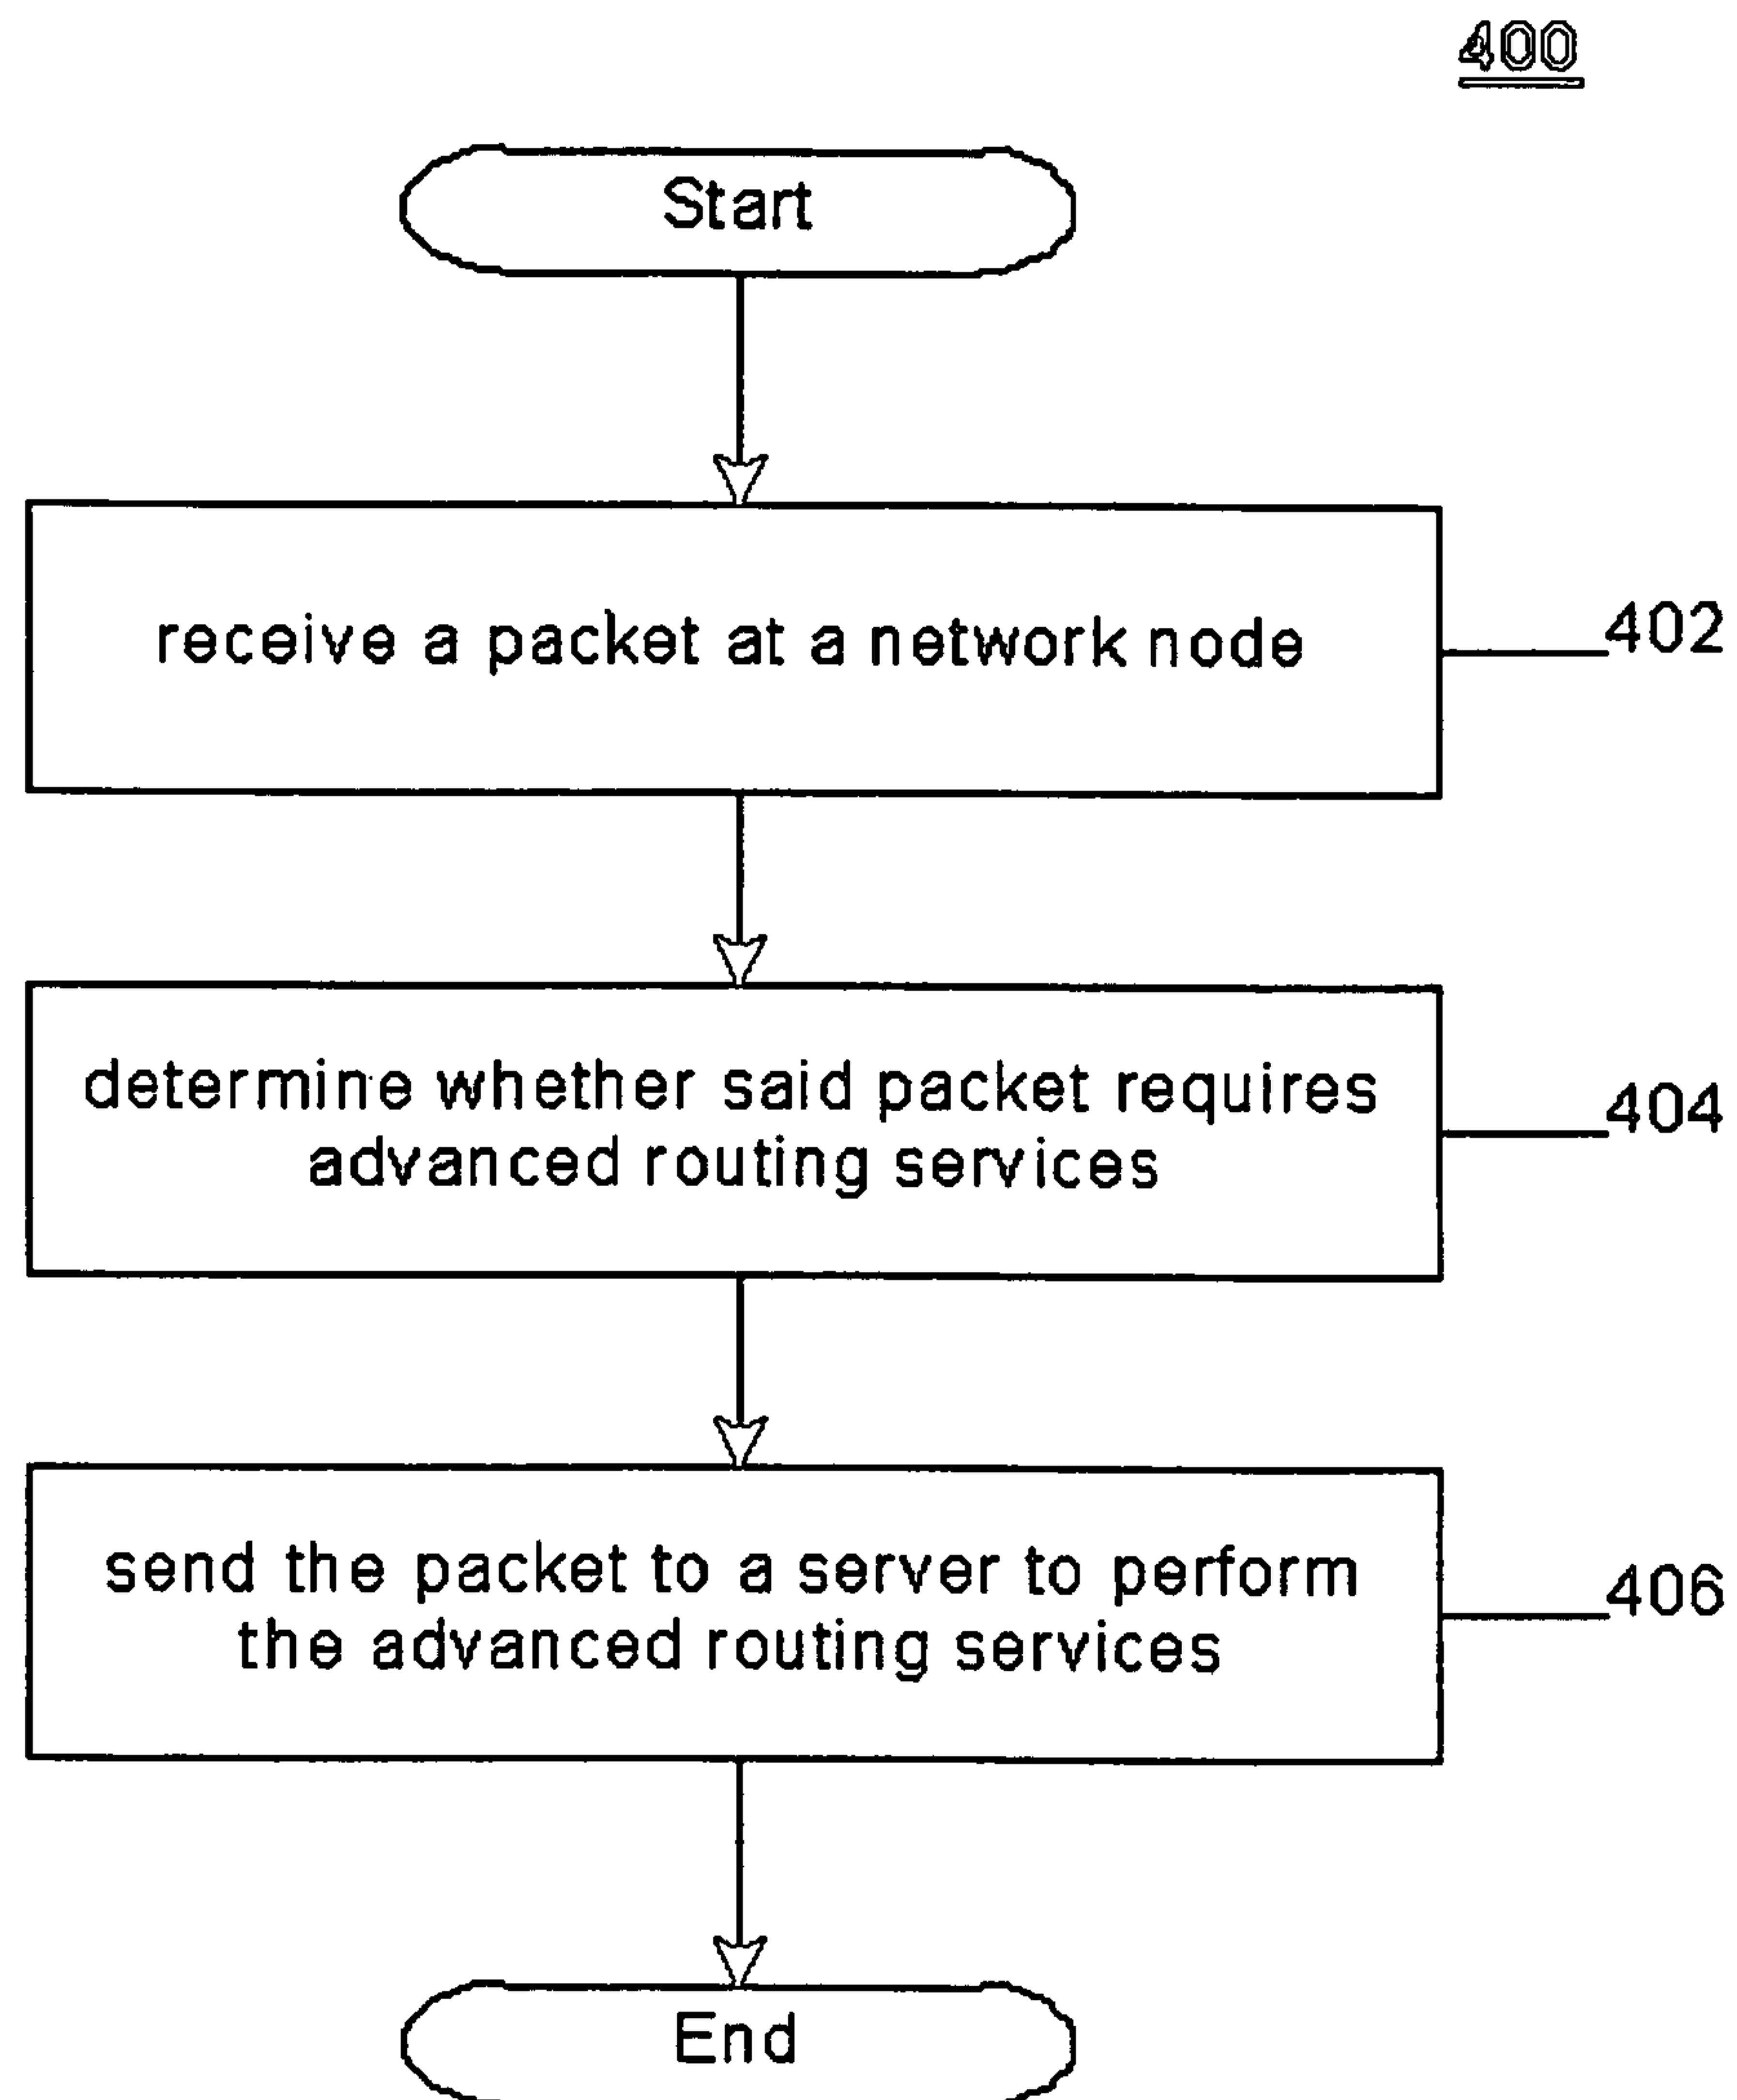 400
Start
receive a packet at a network node
402
determine whether said packet requires
advanced routing services
404
send the packet to a server to perform
the advanced routing services
406
End